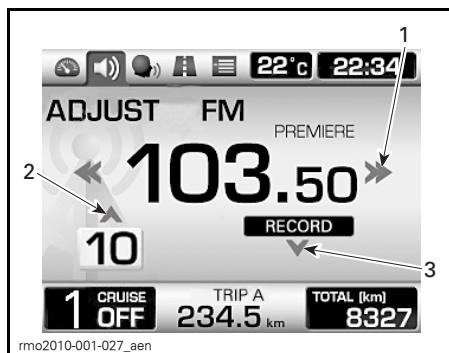 1
22°c 22:34
ADJUST FM
PREMIERE
2
103.50
RECORD
10
3
1 CRUISE OFF
TRIP A
234.5 km
TOTAL [km]
8327
rmo2010-001-027_aen